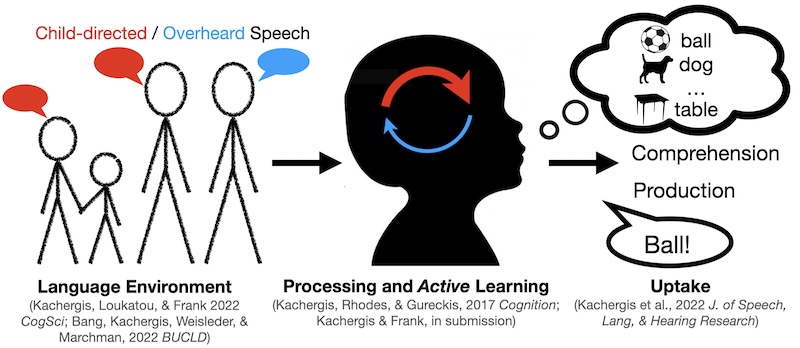 Child-directed / Overheard Speech
ball
dog
...
table
Comprehension
Production
Ball!
Language Environment
(Kachergis, Loukatou, & Frank 2022
CogSci; Bang, Kachergis, Weisleder, &
Marchman, 2022 BUCLD)
Processing and Active Learning
(Kachergis, Rhodes, & Gureckis, 2017 Cognition;
Kachergis & Frank, in submission)
Uptake
(Kachergis et al., 2022 J. of Speech,
Lang, & Hearing Research)